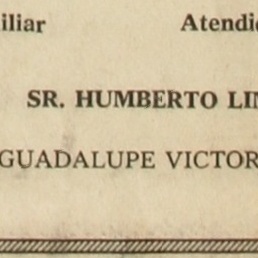 iliar Atendi
SR. HUMBERTO LI
GUADALUPE VICTOR